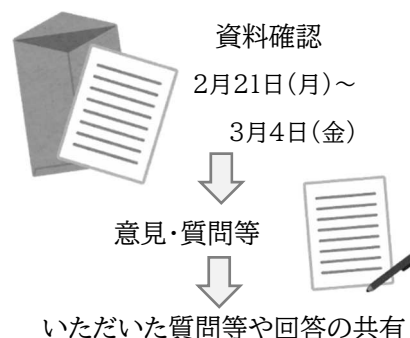 資料確認
2月21日(月)~
3月4日(金)
意見・質問等
いただいた質問等や回答の共有